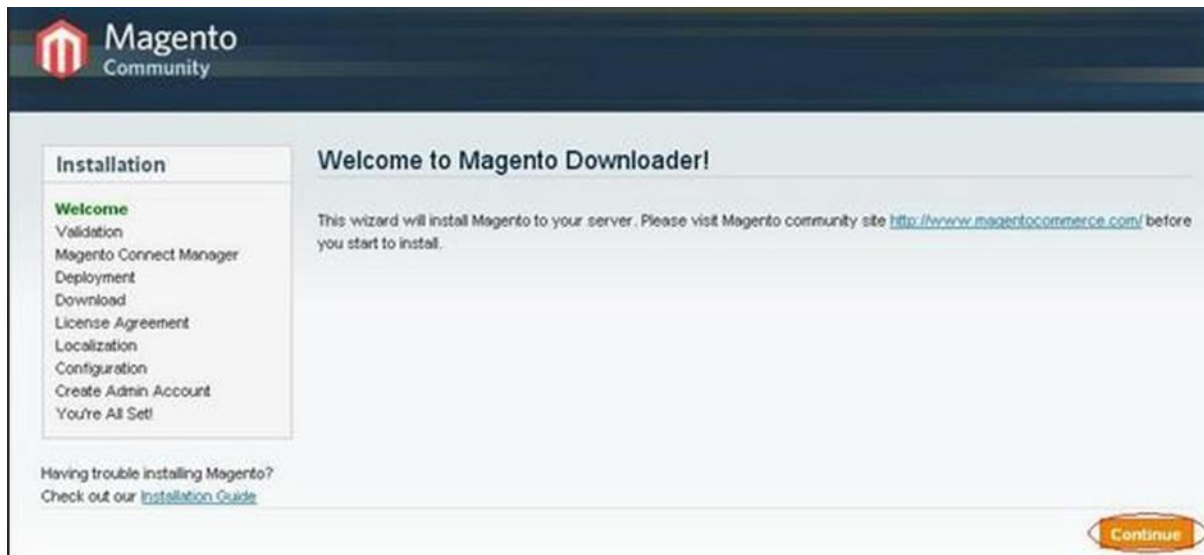 Magento
Community
Installation
Welcome
Validation
Magento Connect Manager
Deployment
Download
License Agreement
Localization
Configuration
Create Admin Account
You're All Set!
Having trouble installing Magento?
Check out our Installation Guide
Welcome to Magento Downloader!
This wizard will install Magento to your server. Please visit Magento community site http://www.magentocommerce.com/ before
you start to install.
Continue